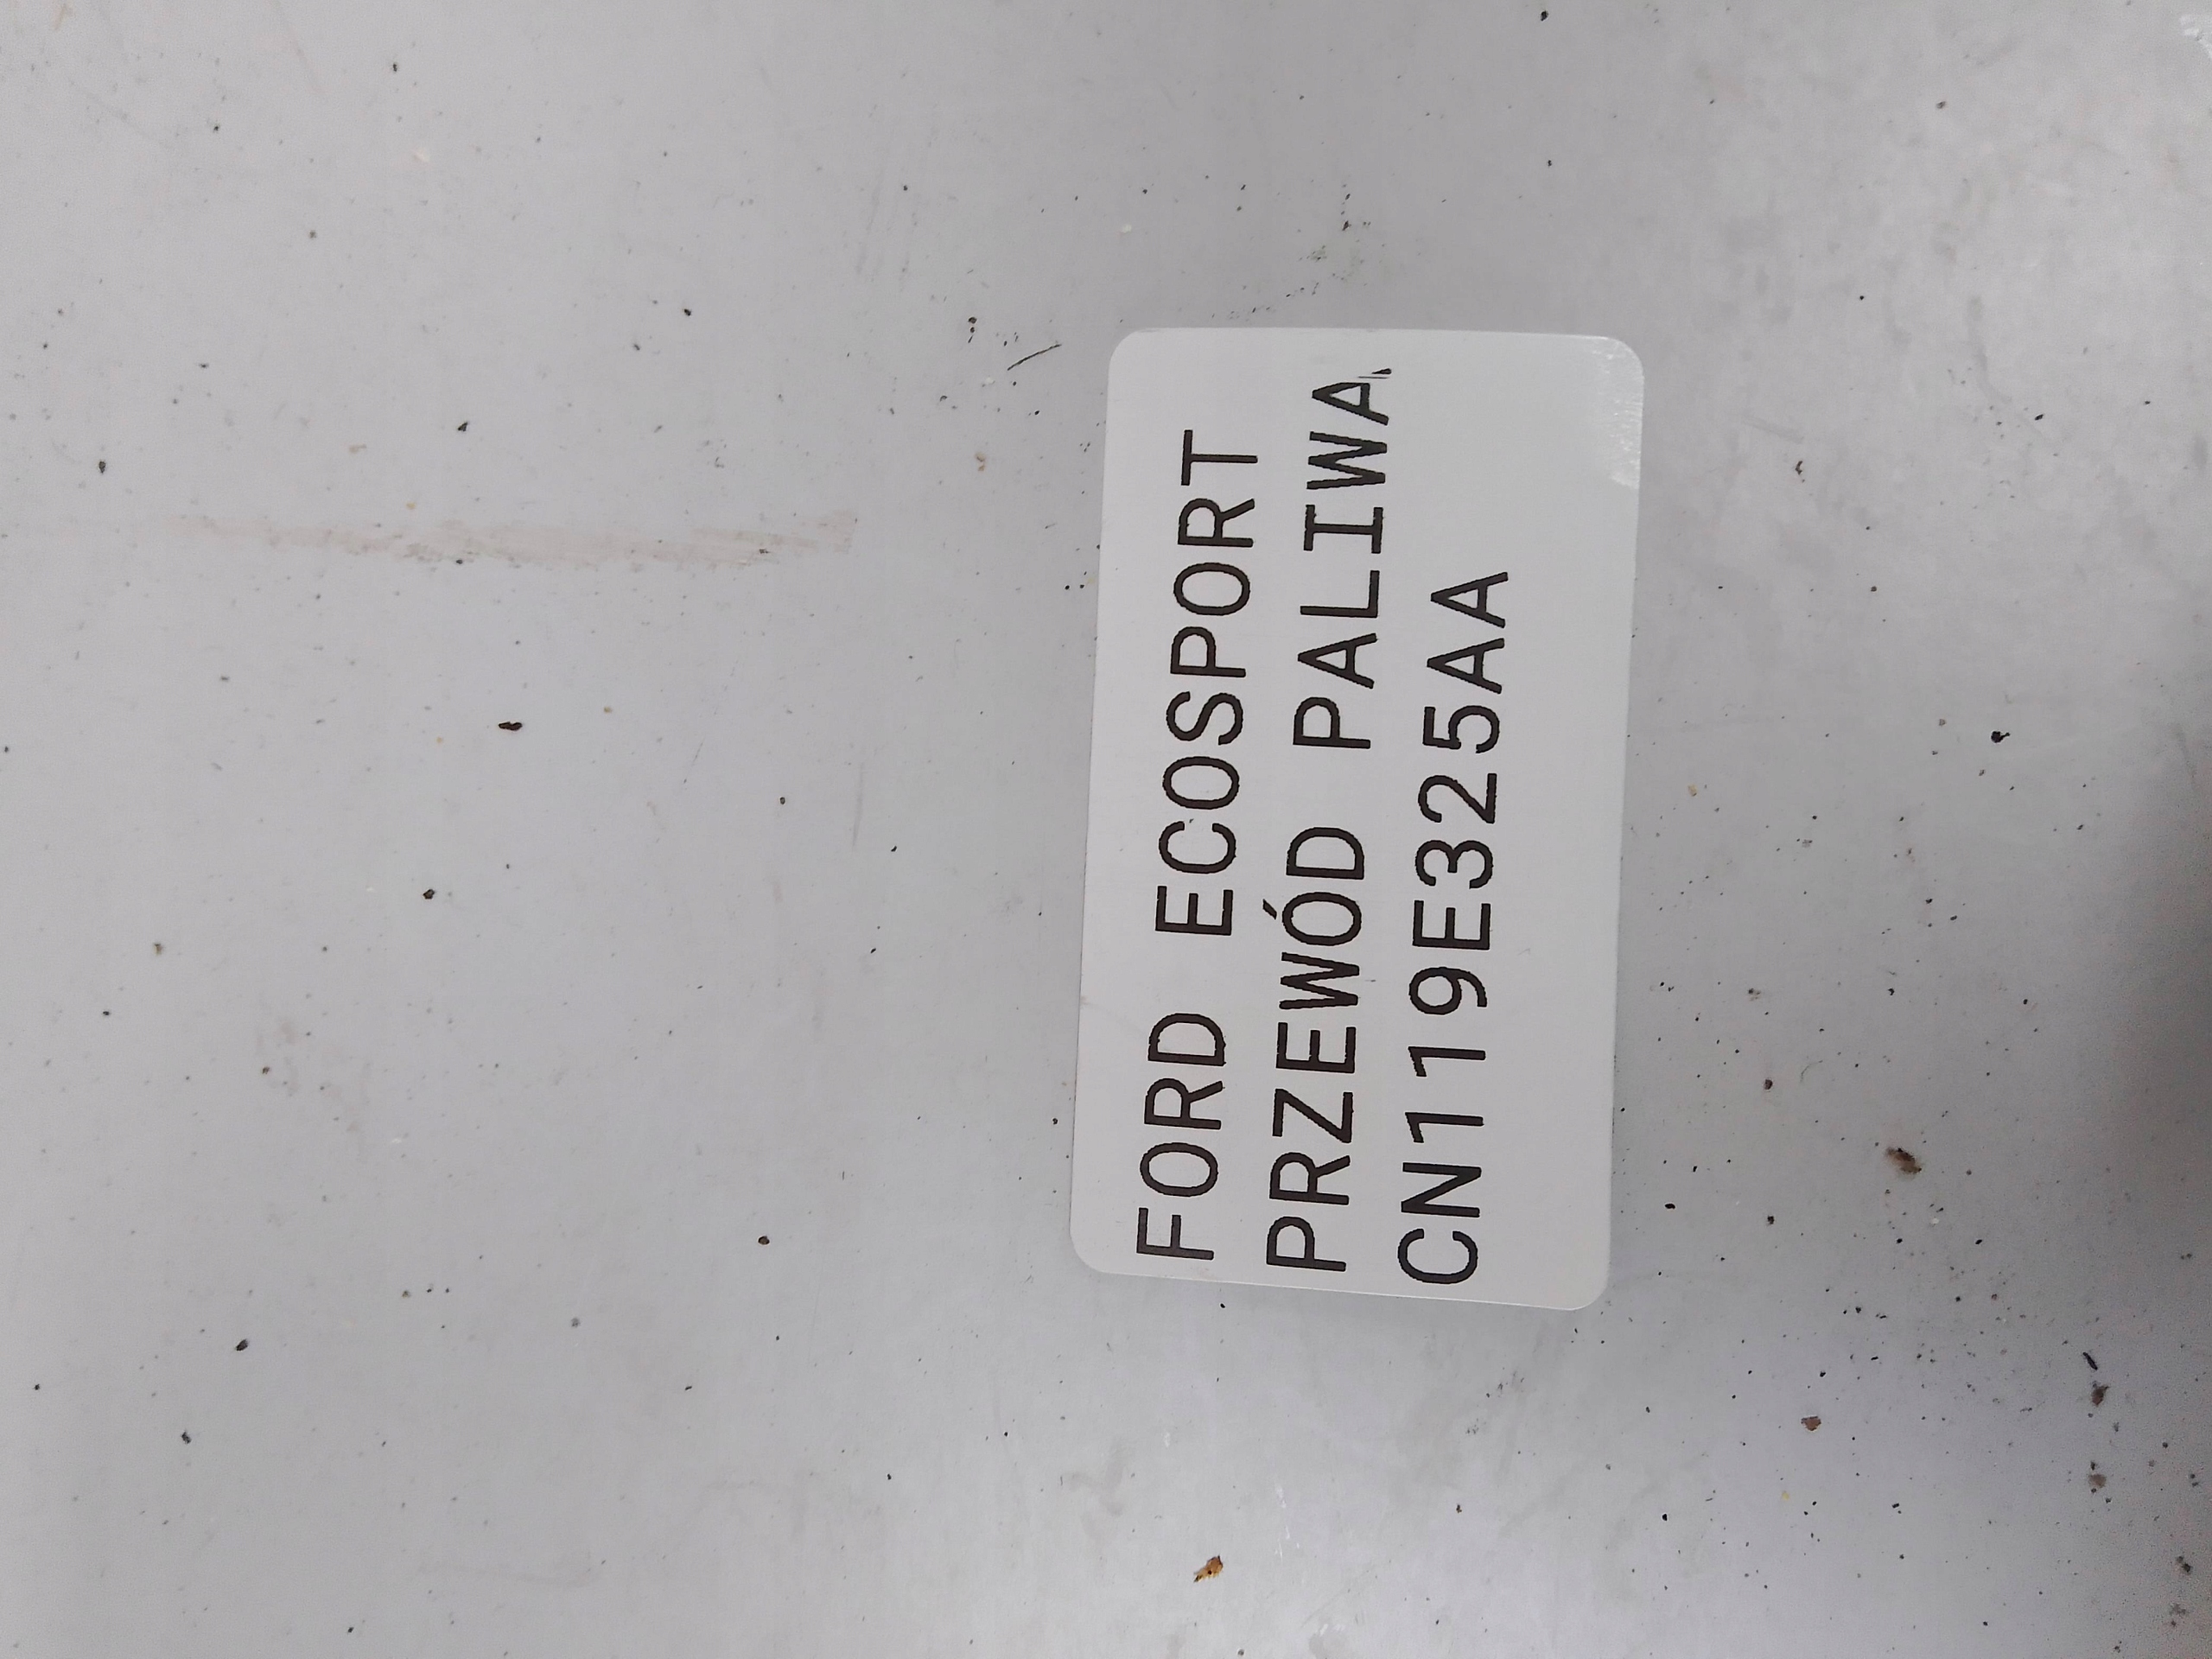 FORD ECOSPORT
PRZEWÓD PALIWA
CN119E325AA